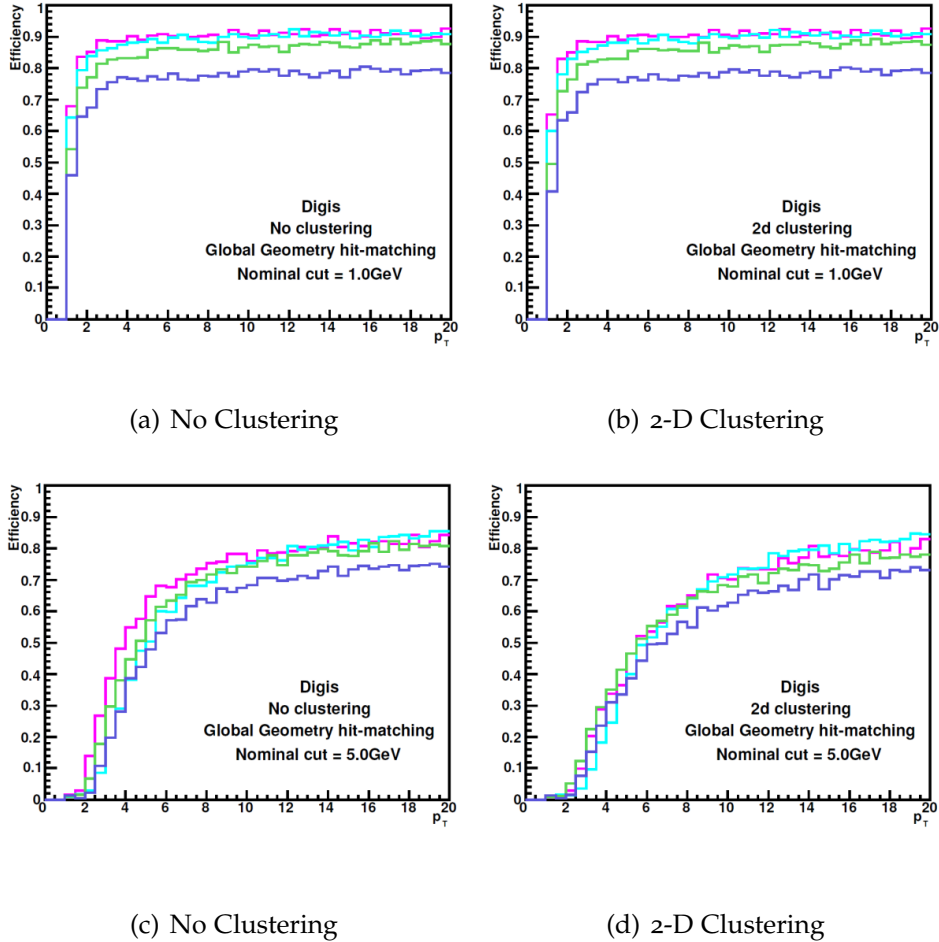 Efficiency
1
0.9
0.8
0.7
0.6
0.5
0.4
0.3
0.2
0.1
0
Digis
No clustering
Global Geometry hit-matching
Nominal cut = 1.0GeV
0 2 4 6 8 10 12 14 16 18 20
pT
(a) No Clustering
Efficiency
1
0.9
0.8
0.7
0.6
0.5
0.4
0.3
0.2
0.1
0
Digis
2d clustering
Global Geometry hit-matching
Nominal cut = 1.0GeV
0 2 4 6 8 10 12 14 16 18 20
pT
(b) 2-D Clustering
Efficiency
1
0.9
0.8
0.7
0.6
0.5
0.4
0.3
0.2
0.1
0
Digis
No clustering
Global Geometry hit-matching
Nominal cut = 5.0GeV
0 2 4 6 8 10 12 14 16 18 20
pT
(c) No Clustering
Efficiency
1
0.9
0.8
0.7
0.6
0.5
0.4
0.3
0.2
0.1
0
Digis
2d clustering
Global Geometry hit-matching
Nominal cut = 5.0GeV
0 2 4 6 8 10 12 14 16 18 20
pT
(d) 2-D Clustering